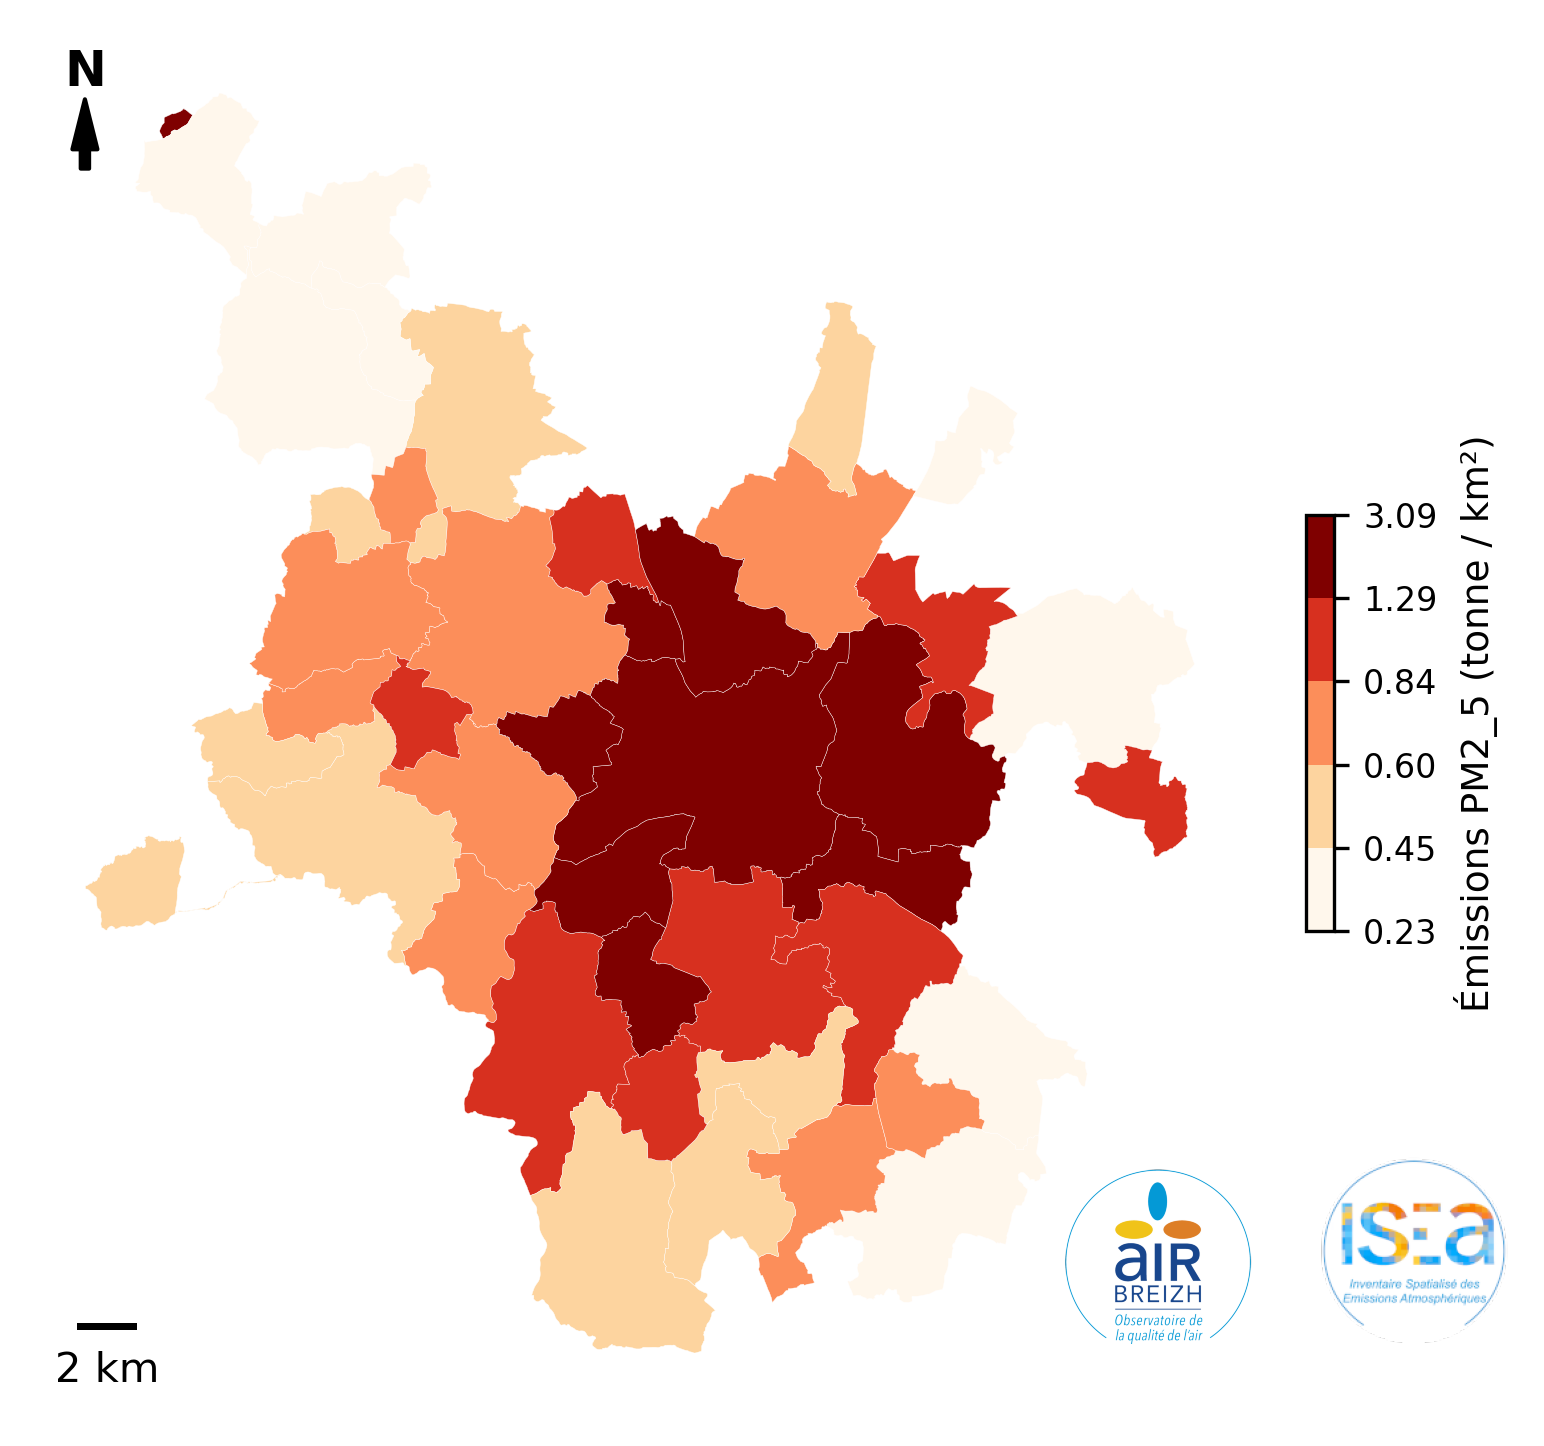 N
3.09
1.29
0.84
0.60
0.45
0.23
Émissions PM2_5 (tonne / km²)
aIR
BREIZH
Observatoire de
la qualité de l'air
ISEa
Inventaire Spatialisé des
Emissions Atmosphériques
2 km